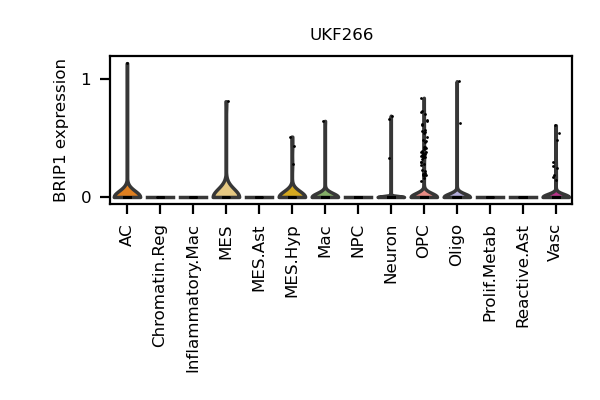 UKF266
BRIP1 expression
1
0
AC
Chromatin.Reg
Inflammatory.Mac
MES
MES.Ast
MES.Hyp
Mac
NPC
Neuron
OPC
Oligo
Prolif.Metab
Reactive.Ast
Vasc